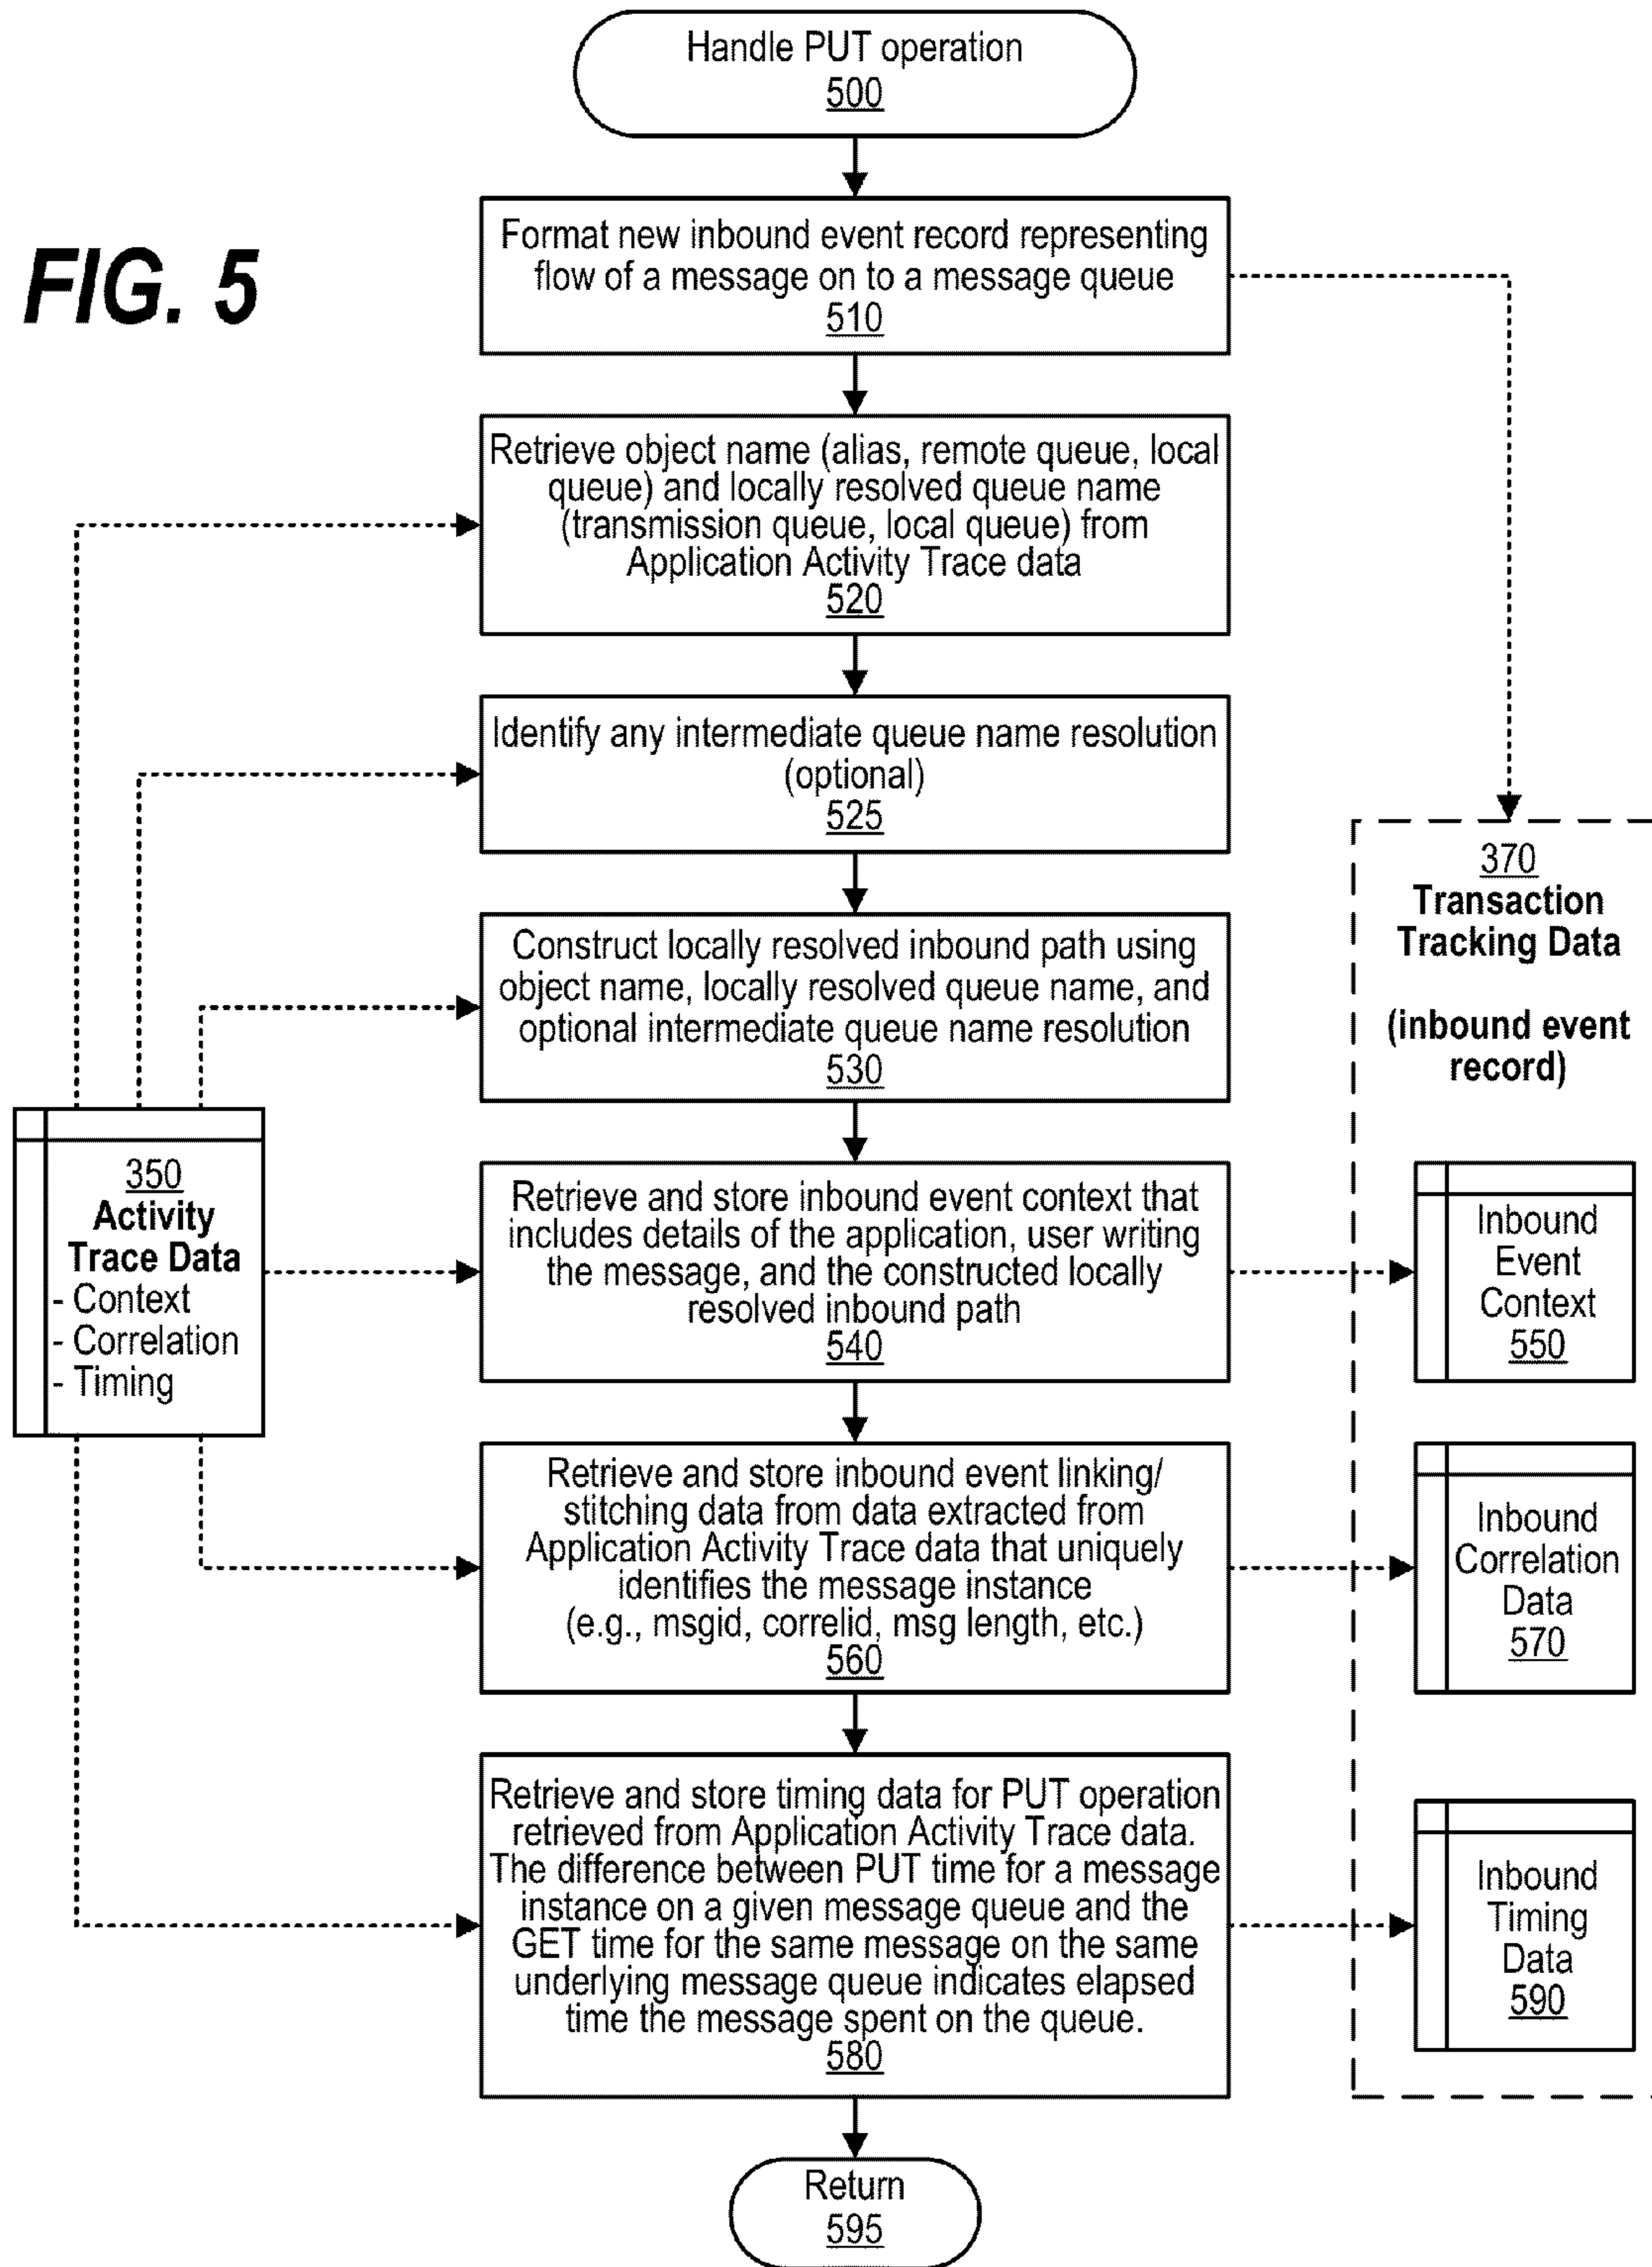 Handle PUT operation
500
FIG. 5
Format new inbound event record representing
flow of a message on to a message queue
510
Retrieve object name (alias, remote queue, local
queue) and locally resolved queue name
(transmission queue, local queue) from
Application Activity Trace data
520
Identify any intermediate queue name resolution
(optional)
525
370
Transaction
Tracking Data
(inbound event
record)
Construct locally resolved inbound path using
object name, locally resolved queue name, and
optional intermediate queue name resolution
530
350
Activity
Trace Data
- Context
- Correlation
- Timing
Retrieve and store inbound event context that
includes details of the application, user writing
the message, and the constructed locally
resolved inbound path
540
Inbound
Event
Context
550
Retrieve and store inbound event linking/
stitching data from data extracted from
Application Activity Trace data that uniquely
identifies the message instance
(e.g., msgid, correlid, msg length, etc.)
560
Inbound
Correlation
Data
570
Retrieve and store timing data for PUT operation
retrieved from Application Activity Trace data.
The difference between PUT time for a message
instance on a given message queue and the
GET time for the same message on the same
underlying message queue indicates elapsed
time the message spent on the queue.
580
Inbound
Timing
Data
590
Return
595